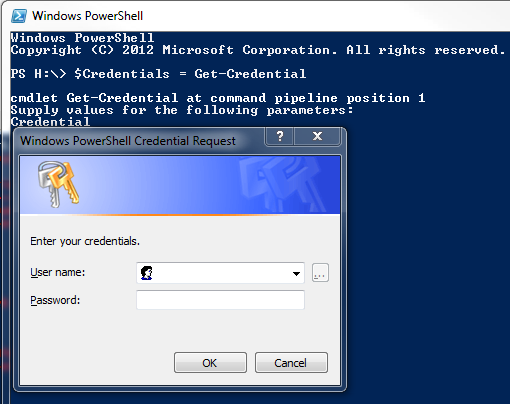 Windows PowerShell
Windows PowerShell
Copyright (C) 2012 Microsoft Corporation. All rights reserved.
PS H:\> $Credentials = Get-Credential
cmdlet Get-Credential at command pipeline position 1
Supply values for the following parameters:
Credential
Windows PowerShell Credential Request
?
Enter your credentials.
User name:
...
Password:
OK
Cancel